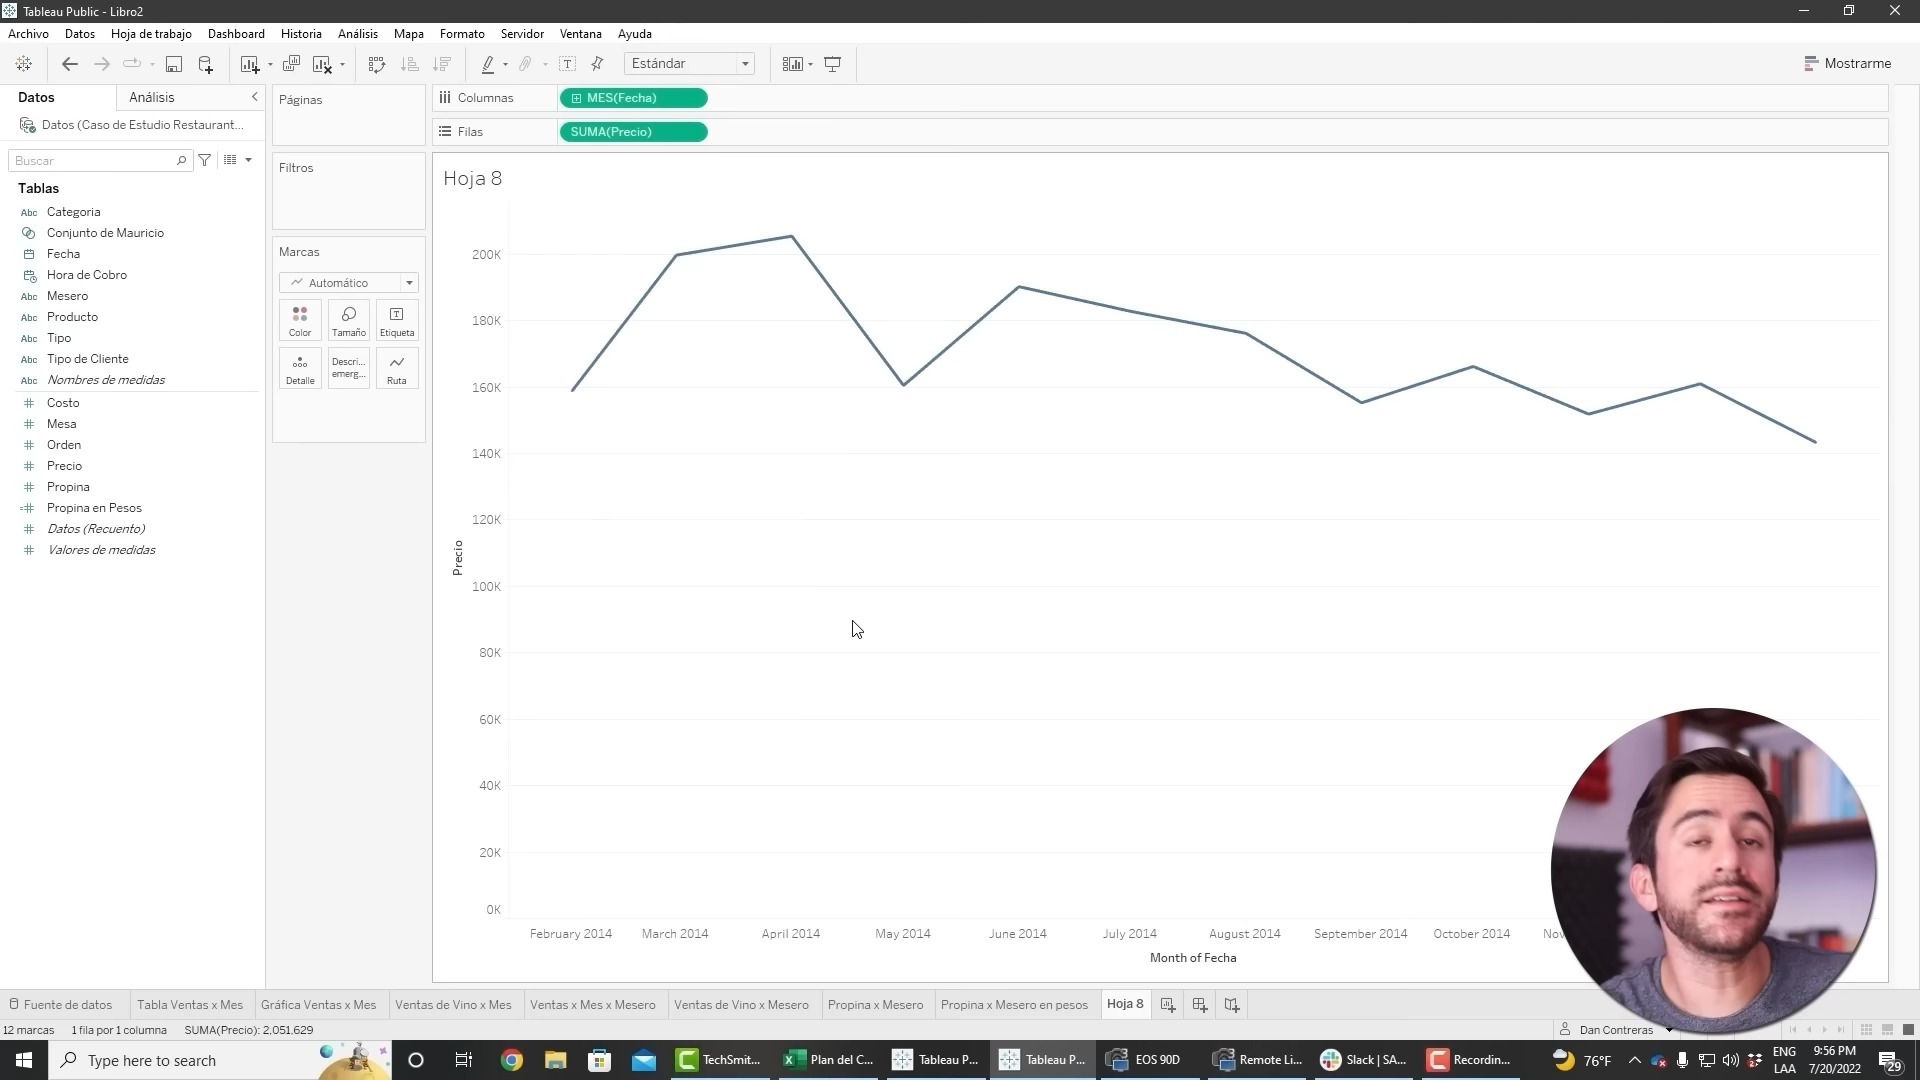 Tableau Public - Libro2
Archivo Datos Hoja de trabajo Dashboard Historia Análisis Mapa Formato Servidor Ventana Ayuda
Estándar
Mostrarme
Datos Análisis
Datos (Caso de Estudio Restaurant...
Buscar
Tablas
Abc Categoria
Conjunto de Mauricio
Fecha
Hora de Cobro
Abc Mesero
Abc Producto
Abc Tipo
Abc Tipo de Cliente
Abc Nombres de medidas
# Costo
# Mesa
# Orden
# Precio
# Propina
=# Propina en Pesos
# Datos (Recuento)
# Valores de medidas
Páginas
Filtros
Marcas
Automático
Color Tamaño Etiqueta
Detalle Descri... emerg... Ruta
Columnas MES(Fecha)
Filas SUMA(Precio)
Hoja 8
200K
180K
160K
140K
120K
100K
80K
60K
40K
20K
0K
Precio
February 2014 March 2014 April 2014 May 2014 June 2014 July 2014 August 2014 September 2014 October 2014
Month of Fecha
Fuente de datos Tabla Ventas x Mes Gráfica Ventas x Mes Ventas de Vino x Mes Ventas x Mes x Mesero Ventas de Vino x Mesero Propina x Mesero Propina x Mesero en pesos Hoja 8
12 marcas 1 fila por 1 columna SUMA(Precio): 2,051,629
Dan Contreras
Type here to search
TechSmit... Plan del C... Tableau P... Tableau P... EOS 90D Remote Li... Slack | SA... Recordin...
76°F
ENG
LAA
9:56 PM
7/20/2022
29